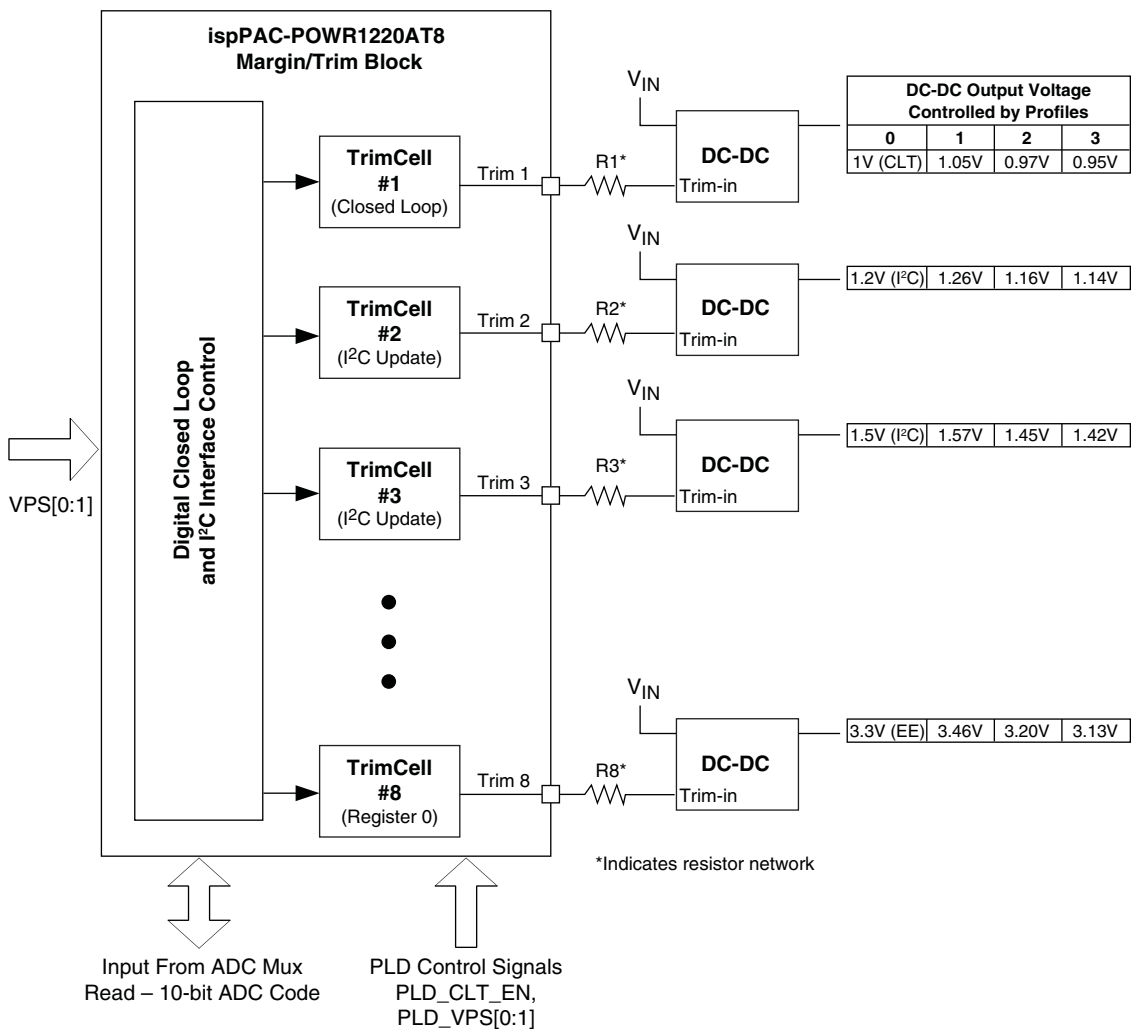 ispPAC-POWR1220AT8
Margin/Trim Block
Digital Closed Loop
and I²C Interface Control
VPS[0:1]
TrimCell
#1
(Closed Loop)
Trim 1
R1*
VIN
DC-DC
Trim-in
DC-DC Output Voltage
Controlled by Profiles
0 1 2 3
1V (CLT) 1.05V 0.97V 0.95V
TrimCell
#2
(I²C Update)
Trim 2
R2*
VIN
DC-DC
Trim-in
1.2V (I²C) 1.26V 1.16V 1.14V
TrimCell
#3
(I²C Update)
Trim 3
R3*
VIN
DC-DC
Trim-in
1.5V (I²C) 1.57V 1.45V 1.42V
TrimCell
#8
(Register 0)
Trim 8
R8*
VIN
DC-DC
Trim-in
3.3V (EE) 3.46V 3.20V 3.13V
*Indicates resistor network
Input From ADC Mux
Read – 10-bit ADC Code
PLD Control Signals
PLD_CLT_EN,
PLD_VPS[0:1]